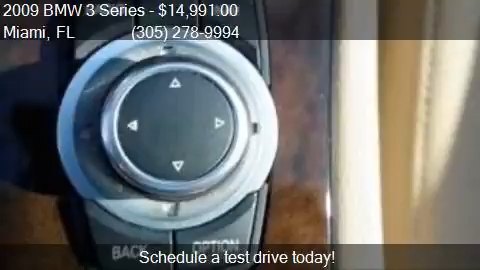 2009 BMW 3 Series - $14,991.00
Miami, FL (305) 278-9994
BACK OPTION
Schedule a test drive today!